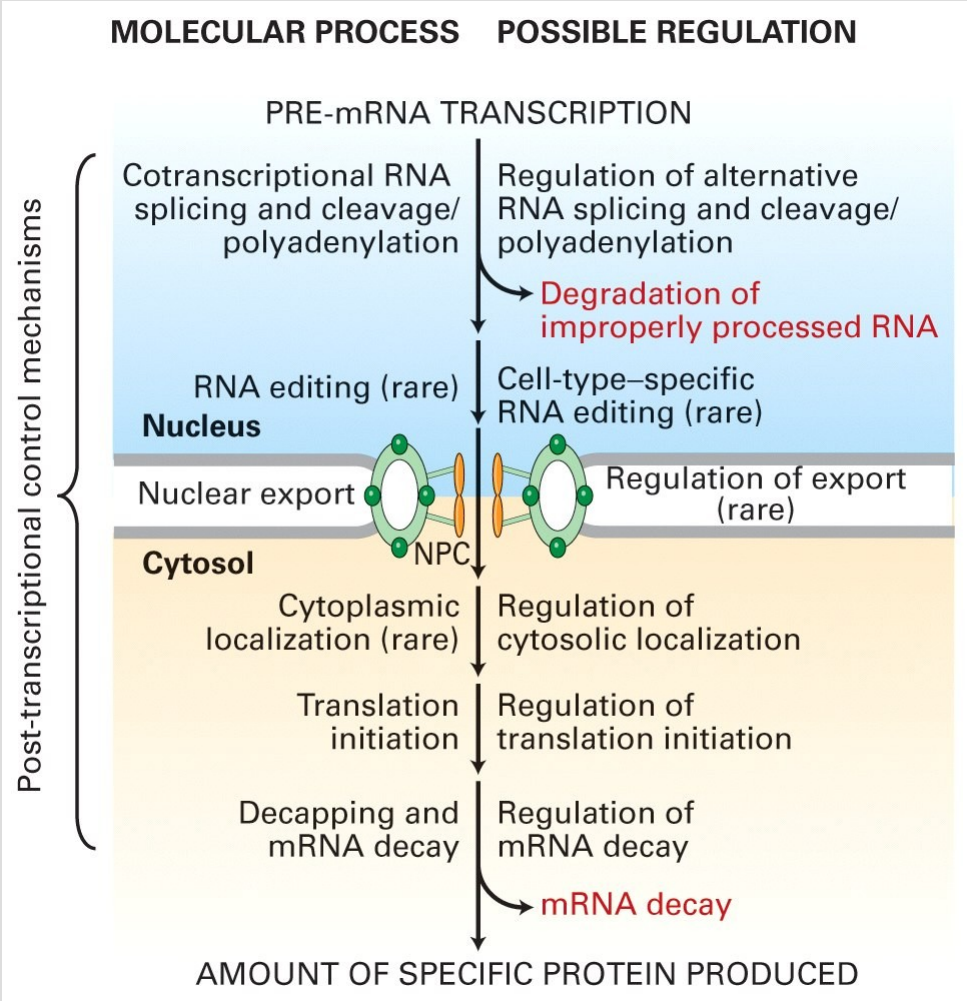 MOLECULAR PROCESS
POSSIBLE REGULATION
PRE-mRNA TRANSCRIPTION
Post-transcriptional control mechanisms
Cotranscriptional RNA
splicing and cleavage/
polyadenylation
Regulation of alternative
RNA splicing and cleavage/
polyadenylation
Degradation of
improperly processed RNA
RNA editing (rare)
Cell-type–specific
RNA editing (rare)
Nucleus
Nuclear export
Regulation of export
(rare)
NPC
Cytosol
Cytoplasmic
localization (rare)
Regulation of
cytosolic localization
Translation
initiation
Regulation of
translation initiation
Decapping and
mRNA decay
Regulation of
mRNA decay
mRNA decay
AMOUNT OF SPECIFIC PROTEIN PRODUCED